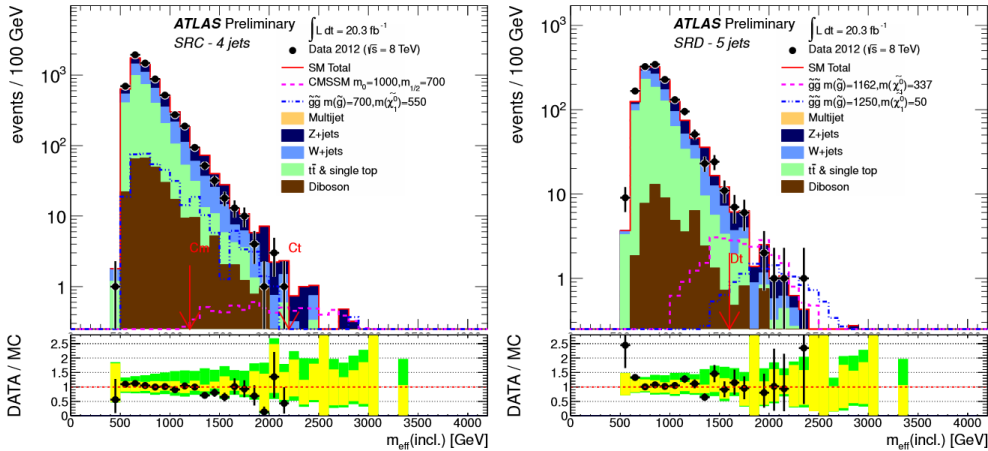 ATLAS Preliminary
SRC - 4 jets
∫ L dt = 20.3 fb⁻¹
Data 2012 (√s = 8 TeV)
SM Total
CMSSM m₀=1000,m₁/₂=700
g̃g̃ m(g̃)=700,m(χ̃₁⁰)=550
Multijet
Z+jets
W+jets
tt̄ & single top
Diboson
events / 100 GeV
10³
10²
10
1
Cm
Ct
DATA / MC
2.5
2
1.5
1
0.5
0
0 500 1000 1500 2000 2500 3000 3500 4000
m_eff(incl.) [GeV]
ATLAS Preliminary
SRD - 5 jets
∫ L dt = 20.3 fb⁻¹
Data 2012 (√s = 8 TeV)
SM Total
g̃g̃ m(g̃)=1162,m(χ̃₁⁰)=337
g̃g̃ m(g̃)=1250,m(χ̃₁⁰)=50
Multijet
Z+jets
W+jets
tt̄ & single top
Diboson
events / 100 GeV
10³
10²
10
1
Dt
DATA / MC
2.5
2
1.5
1
0.5
0
0 500 1000 1500 2000 2500 3000 3500 4000
m_eff(incl.) [GeV]